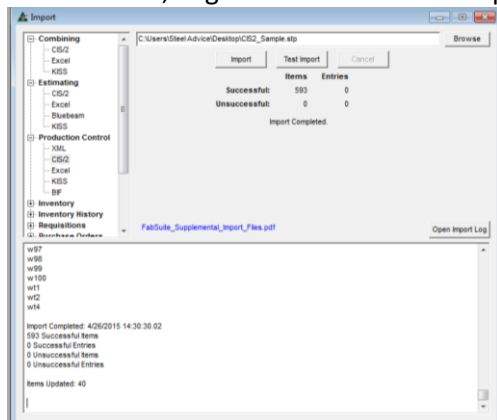 Import
Combining
CIS/2
Excel
KISS
Estimating
CIS/2
Excel
Bluebeam
KISS
Production Control
XML
CIS/2
Excel
KISS
BIF
Inventory
Inventory History
Requisitions
Purchase Orders
C:\Users\Steel Advice\Desktop\CIS2_Sample.stp
Browse
Import Test Import Cancel
Items Entries
Successful: 593 0
Unsuccessful: 0 0
Import Completed.
FabSuite_Supplemental_Import_Files.pdf
Open Import Log
w97
w98
w99
w100
wt1
wt2
wt4
Import Completed: 4/26/2015 14:30:30.02
593 Successful Items
0 Successful Entries
0 Unsuccessful Items
0 Unsuccessful Entries
Items Updated: 40